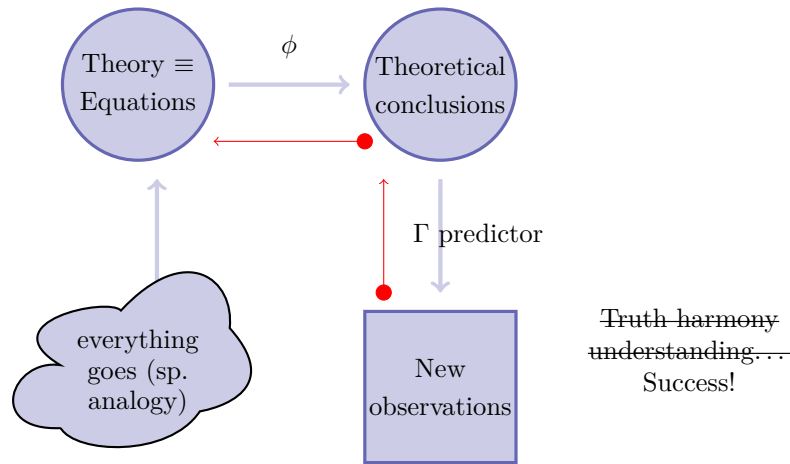 ϕ
Theory ≡
Equations
Theoretical
conclusions
Γ predictor
everything
goes (sp.
analogy)
New
observations
Truth harmony
understanding...
Success!